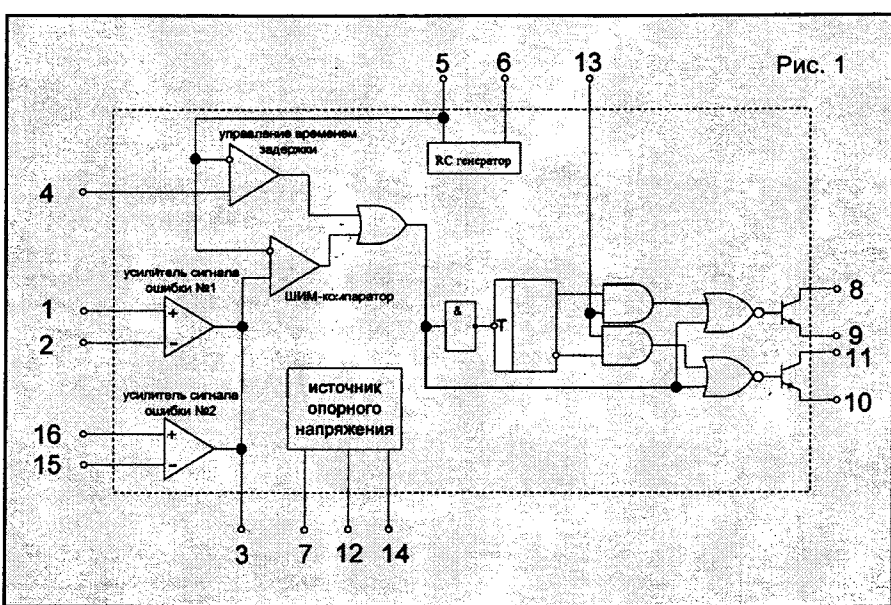 Рис. 1
5
6
13
управление временем
задержки
RC генератор
4
усилитель сигнала
ошибки №1
ШИМ-компаратор
1
+
2
−
&
T
8
9
11
10
усилитель сигнала
ошибки №2
16
+
15
−
источник
опорного
напряжения
3
7
12
14